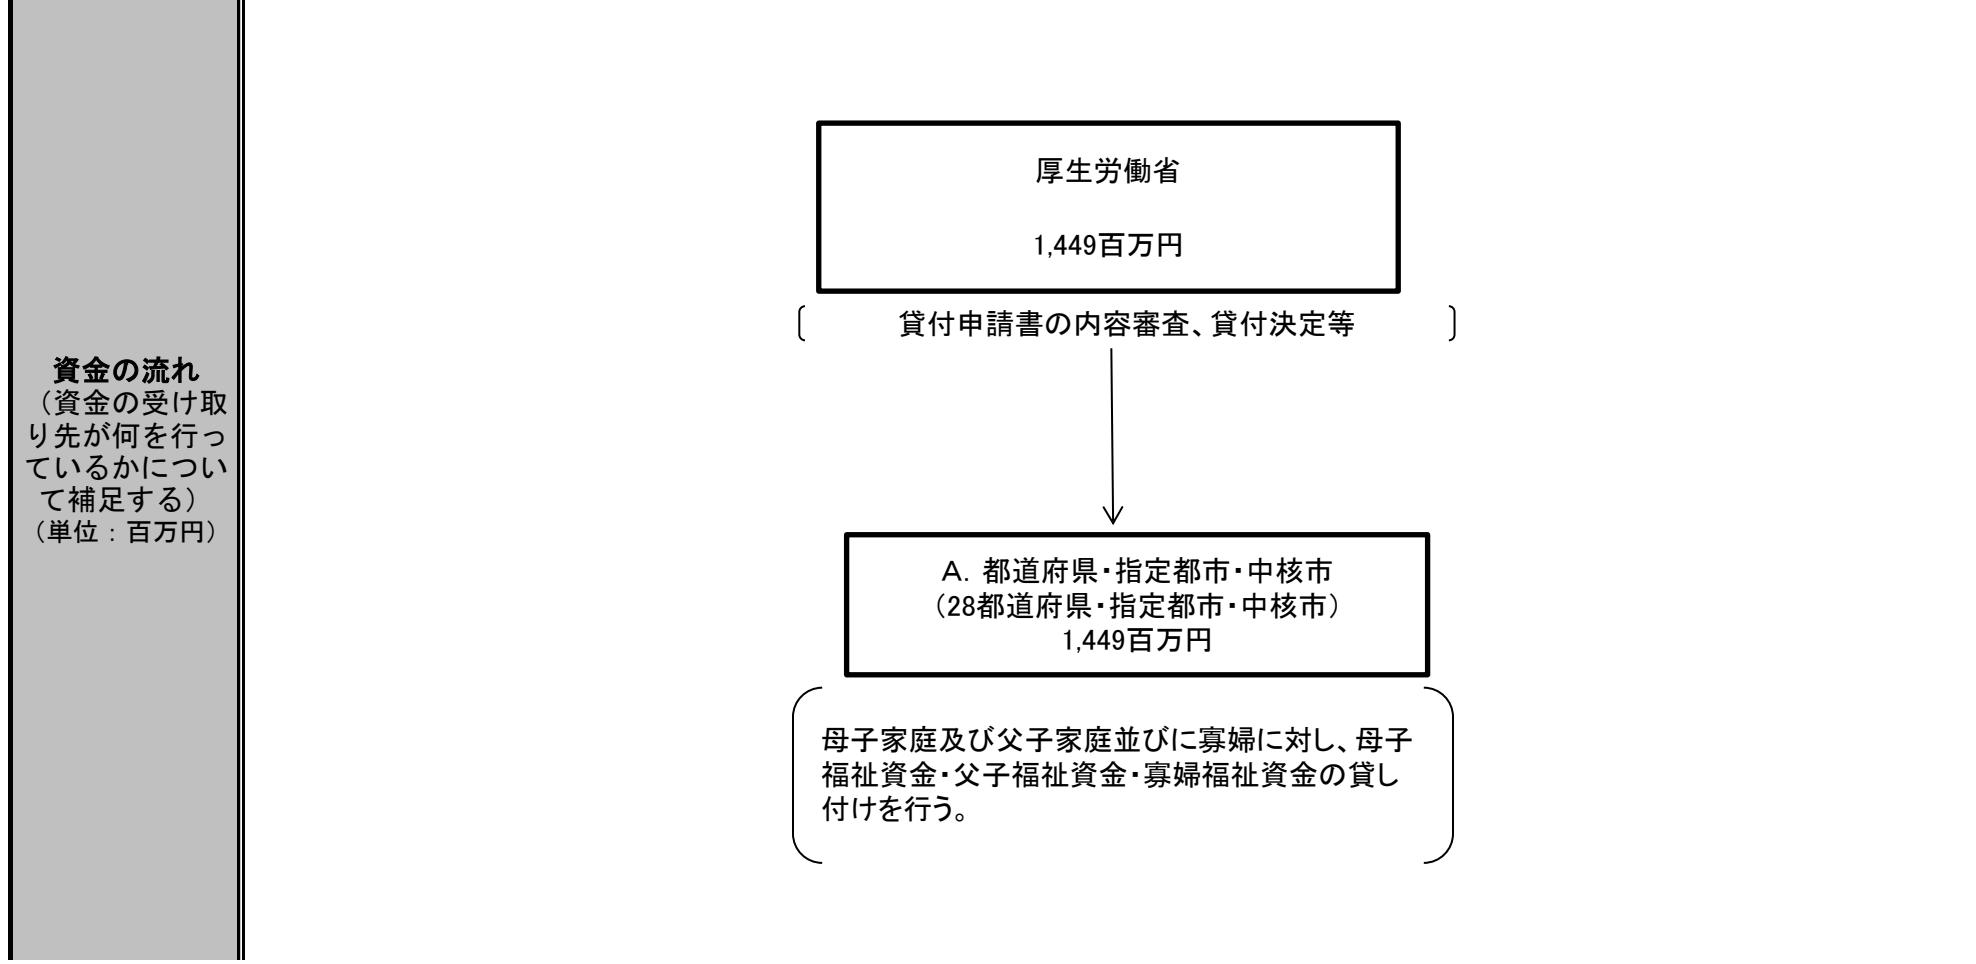 資金の流れ
（資金の受け取
り先が何を行っ
ているかについ
て補足する）
（単位：百万円）
厚生労働省
1,449百万円
貸付申請書の内容審査、貸付決定等
A．都道府県・指定都市・中核市
（28都道府県・指定都市・中核市）
1,449百万円
母子家庭及び父子家庭並びに寡婦に対し、母子
福祉資金・父子福祉資金・寡婦福祉資金の貸し
付けを行う。